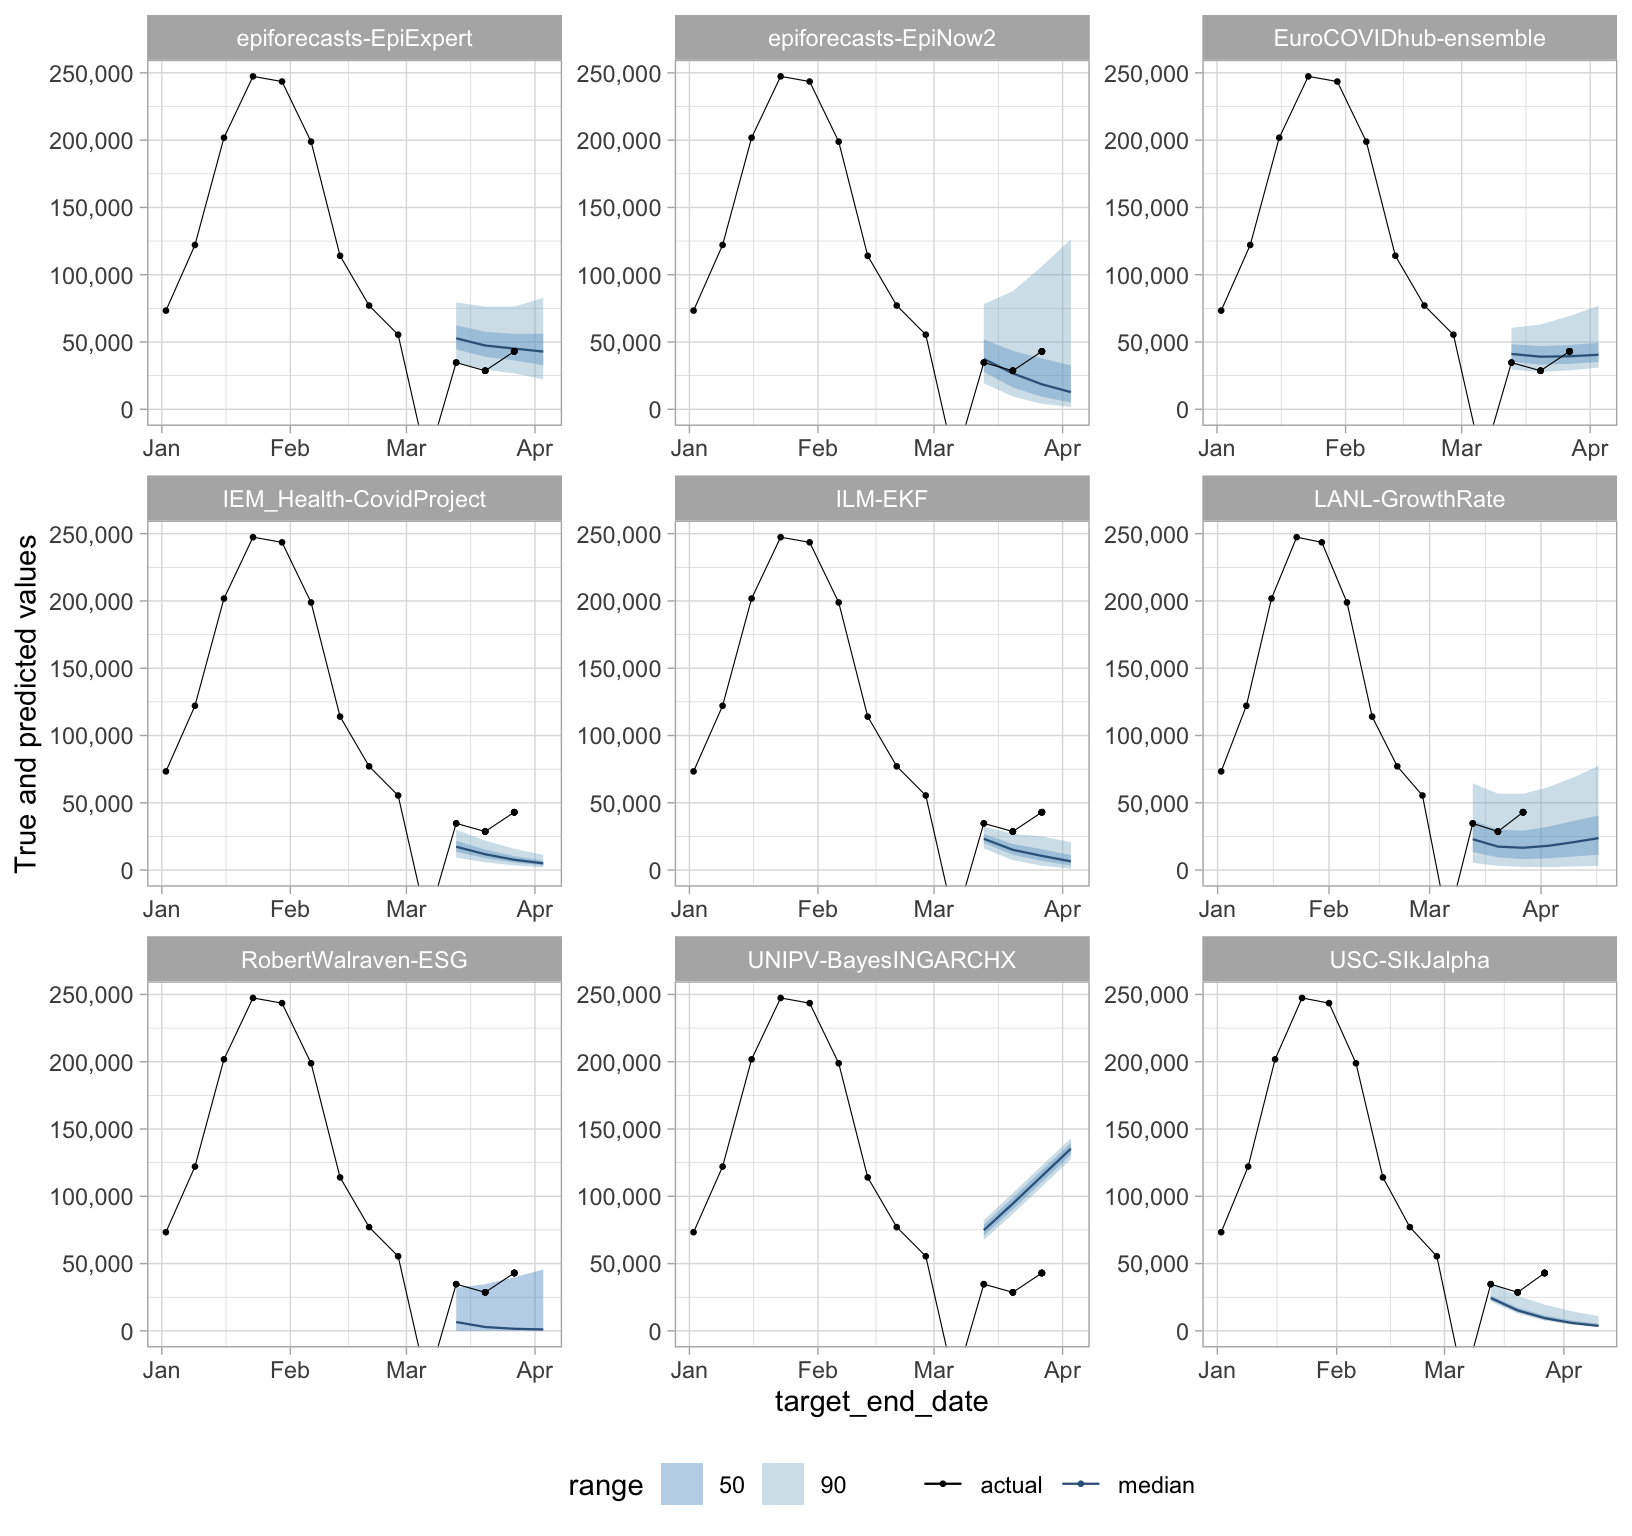 epiforecasts-EpiExpert epiforecasts-EpiNow2 EuroCOVIDhub-ensemble
250,000 250,000 250,000
200,000 200,000 200,000
150,000 150,000 150,000
100,000 100,000 100,000
50,000 50,000 50,000
0 0 0
Jan Feb Mar Apr Jan Feb Mar Apr Jan Feb Mar Apr
IEM_Health-CovidProject ILM-EKF LANL-GrowthRate
250,000 250,000 250,000
200,000 200,000 200,000
150,000 150,000 150,000
100,000 100,000 100,000
50,000 50,000 50,000
0 0 0
Jan Feb Mar Apr Jan Feb Mar Apr Jan Feb Mar Apr
True and predicted values
RobertWalraven-ESG UNIPV-BayesINGARCHX USC-SIkJalpha
250,000 250,000 250,000
200,000 200,000 200,000
150,000 150,000 150,000
100,000 100,000 100,000
50,000 50,000 50,000
0 0 0
Jan Feb Mar Apr Jan Feb Mar Apr Jan Feb Mar Apr
target_end_date
range 50 90 actual median